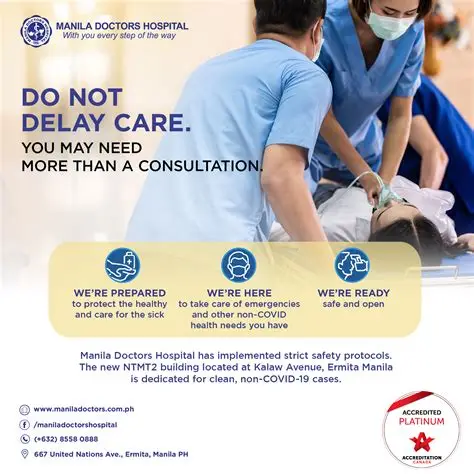 MANILA DOCTORS HOSPITAL
With you every step of the way
DO NOT
DELAY CARE.
YOU MAY NEED
MORE THAN A CONSULTATION.
WE'RE PREPARED
to protect the healthy
and care for the sick
WE'RE HERE
to take care of emergencies
and other non-COVID
health needs you have
WE'RE READY
safe and open
Manila Doctors Hospital has implemented strict safety protocols.
The new NTMT2 building located at Kalaw Avenue, Ermita Manila
is dedicated for clean, non-COVID-19 cases.
www.maniladoctors.com.ph
/maniladoctorshospital
(+632) 8558 0888
667 United Nations Ave., Ermita, Manila PH
ACCREDITED
PLATINUM
ACCREDITATION
CANADA